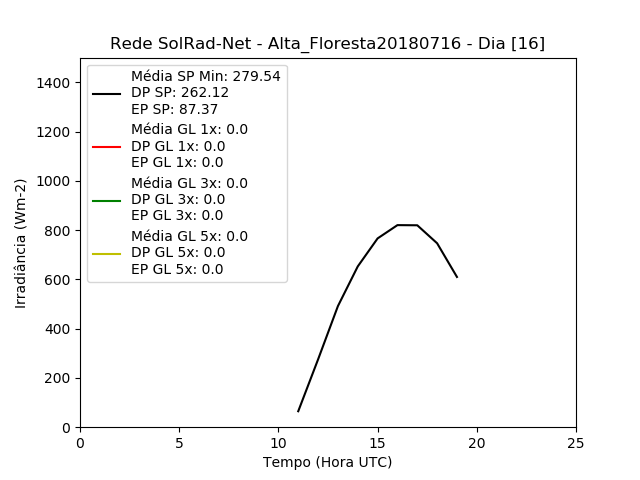 Rede SolRad-Net - Alta_Floresta20180716 - Dia [16]
Média SP Min: 279.54
DP SP: 262.12
EP SP: 87.37
Média GL 1x: 0.0
DP GL 1x: 0.0
EP GL 1x: 0.0
Média GL 3x: 0.0
DP GL 3x: 0.0
EP GL 3x: 0.0
Média GL 5x: 0.0
DP GL 5x: 0.0
EP GL 5x: 0.0
Irradiância (Wm-2)
1400
1200
1000
800
600
400
200
0
0 5 10 15 20 25
Tempo (Hora UTC)